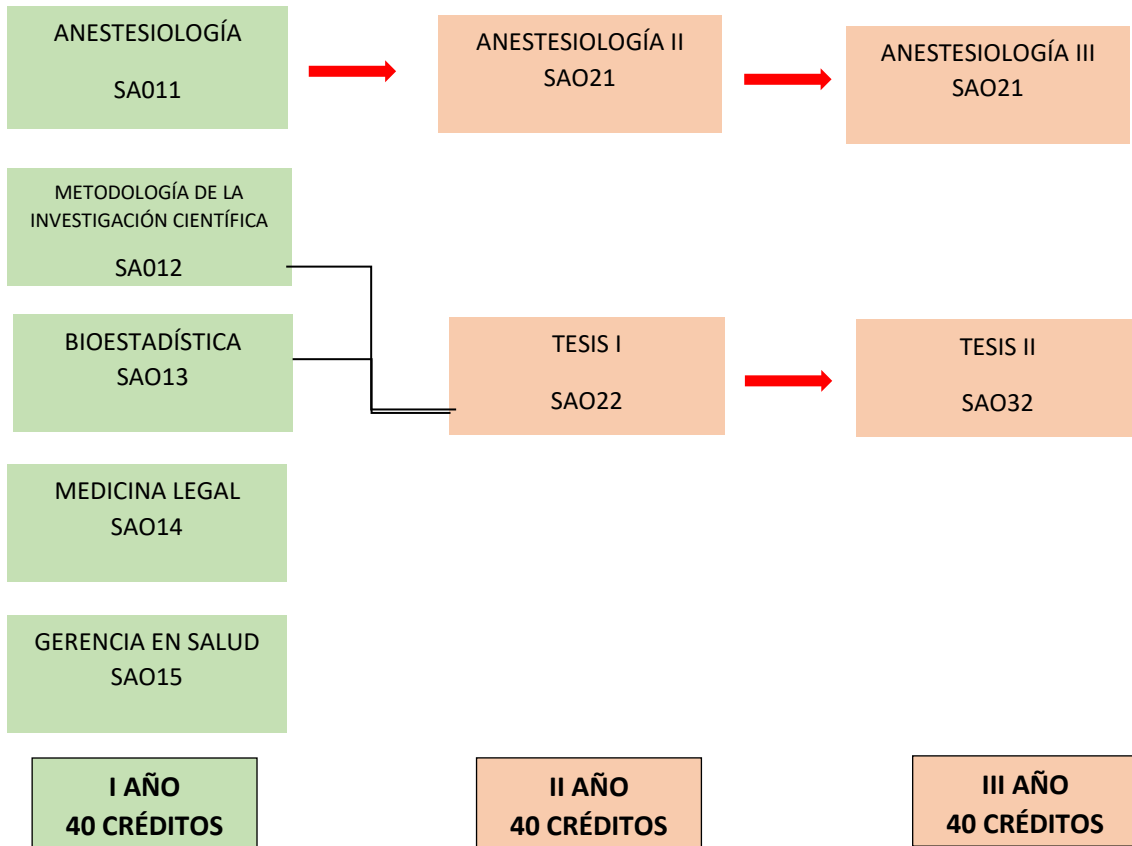 ANESTESIOLOGÍA
SA011
ANESTESIOLOGÍA II
SAO21
ANESTESIOLOGÍA III
SAO21
METODOLOGÍA DE LA
INVESTIGACIÓN CIENTÍFICA
SA012
BIOESTADÍSTICA
SAO13
TESIS I
SAO22
TESIS II
SAO32
MEDICINA LEGAL
SAO14
GERENCIA EN SALUD
SAO15
I AÑO
40 CRÉDITOS
II AÑO
40 CRÉDITOS
III AÑO
40 CRÉDITOS